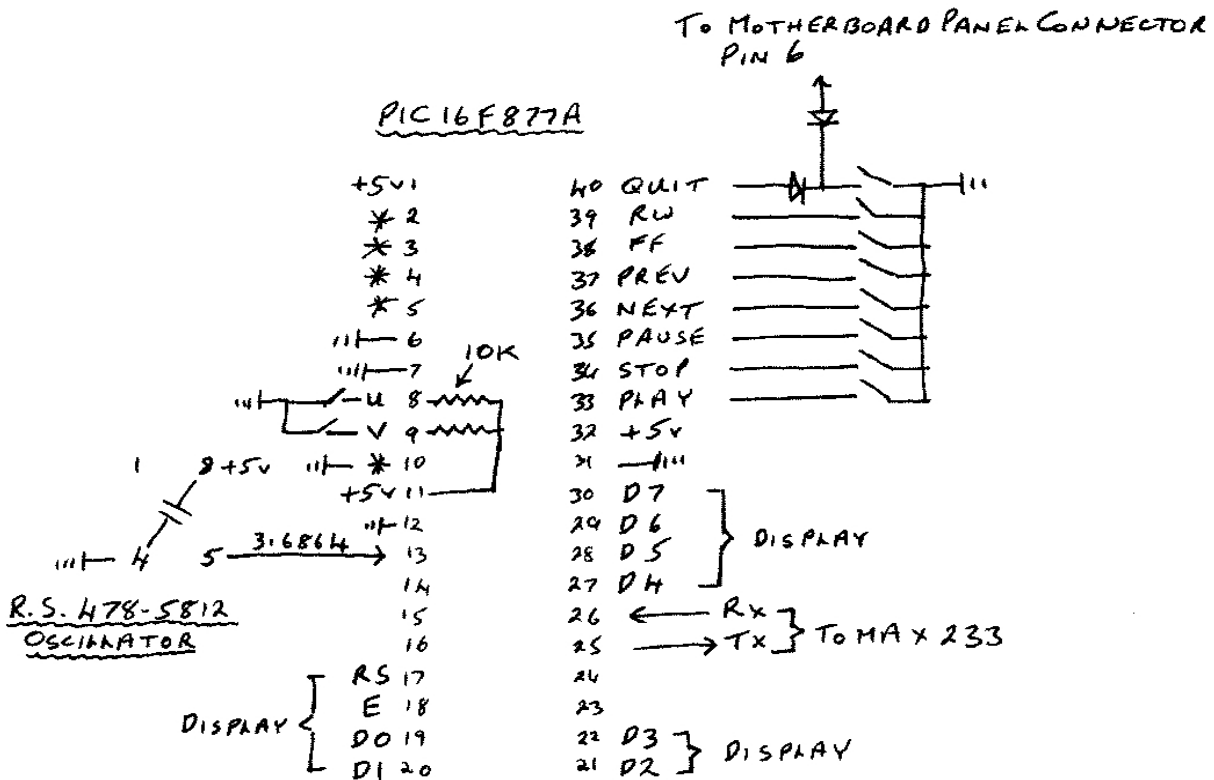 To MOTHERBOARD PANEL CONNECTOR
PIN 6
PIC16F877A
+5v 1
* 2
* 3
* 4
* 5
6
7
10K
U 8
V 9
* 10
+5v 11
12
13
14
15
16
RS 17
E 18
D0 19
D1 20
DISPLAY
40 QUIT
39 RW
38 FF
37 PREV
36 NEXT
35 PAUSE
34 STOP
33 PLAY
32 +5v
31
30 D7
29 D6
28 D5
27 D4
DISPLAY
26 Rx
25 Tx
To MAX 233
24
23
22 D3
21 D2
DISPLAY
1 8 +5v
4 5 3.6864
R.S. 478-5812
OSCILLATOR